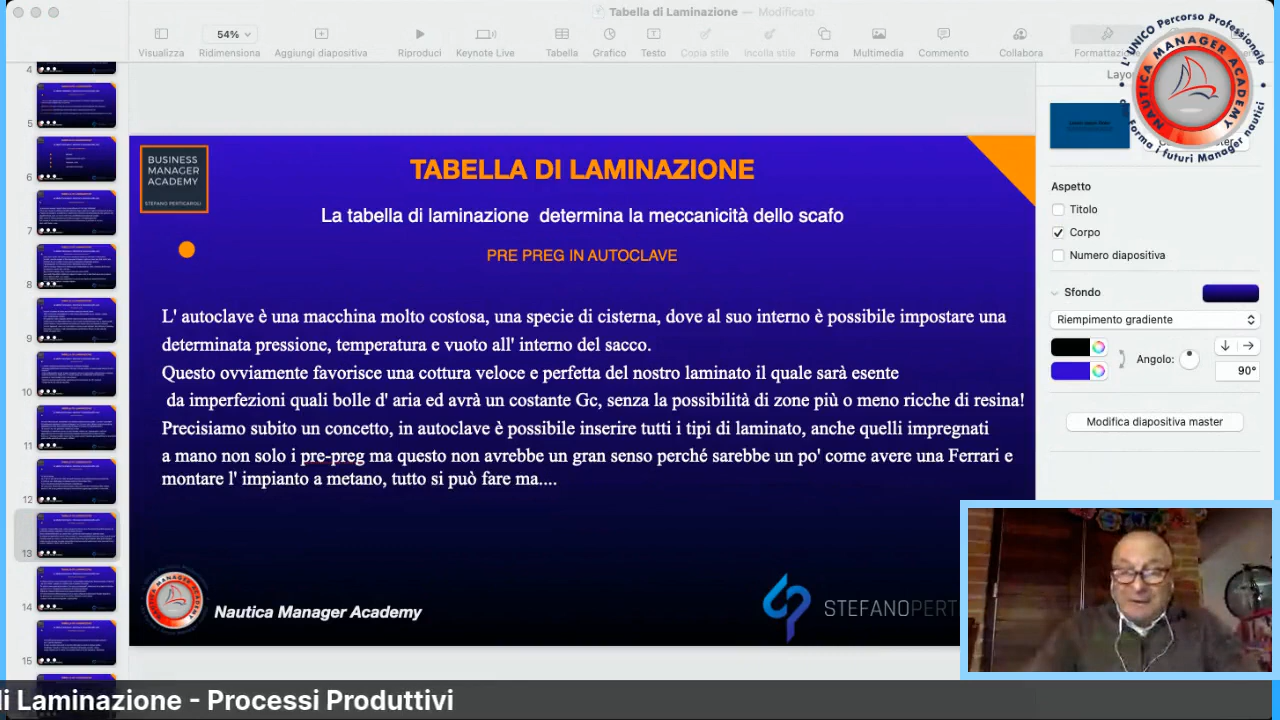 Tabella di Laminazione — Modificato
54%
Visualizza
Ridimensiona
Aggiungi diapositiva
Riproduci
Keynote Live
Tabella
Grafico
Testo
Copia stile
Incolla stile
Forma
Multimedia
Commento
Collabora
L'UNICO Percorso Professionale
NAUTICA MANAGER ACADEMY
Forma i futuri Manager nautici
4
5
6
7
8
9
10
11
12
13
14
15
BUSINESS
MANAGER
ACADEMY
STEFANO PERTICAROLI
TABELLA DI LAMINAZIONE
La tabella di laminazione determina la meccanicità dello scafo
PRE PREG IN AUTOCLAVE
L' autoclave è una macchina molto costosa, una specie di cisterna, dove al suo interno è possibile impostare una
determinata pressione, temperatura e vuoto all' interno del sacco.
Questo ovviamente favorisce una cottura veloce e perfetta del nostro laminato il quale sarà esente
da imperfezioni quali bolle d' aria ed avrà un costante Gc, senza la possibilità di zone più o meno ricche di resina!
Precisiamo subito un concetto, in autoclave è possibile inserire tutti i tipi di laminato, anche quelli impregnati
a mano non solo i pre-preg ma questo non avrebbe un gran senso perché sarebbe un po' come avere una Ferrari e
montare l' impianto a metano, tutto si può fare ma....
Nautica Manager Academy
STEFANOPERT
Aspetto
Titolo
Corpo
Numero diapositiva
Sfondo
Riempimento gradiente
Angolo:
90°
Modifica diapositiva master
di Laminazione - Processi Produttivi